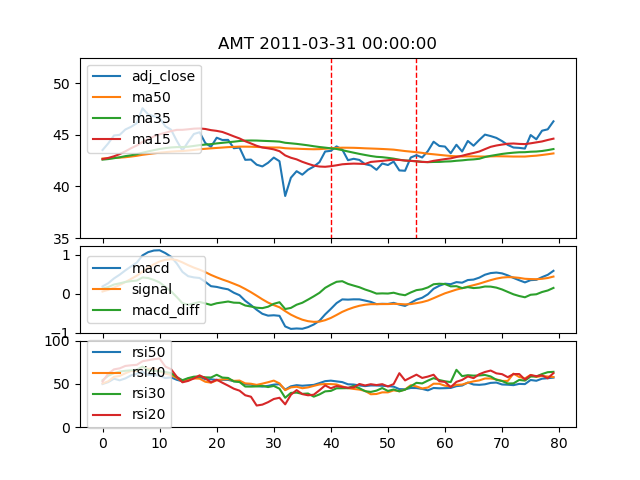 AMT 2011-03-31 00:00:00
50
45
40
35
adj_close
ma50
ma35
ma15
1
0
−1
macd
signal
macd_diff
100
50
0
rsi50
rsi40
rsi30
rsi20
0 10 20 30 40 50 60 70 80